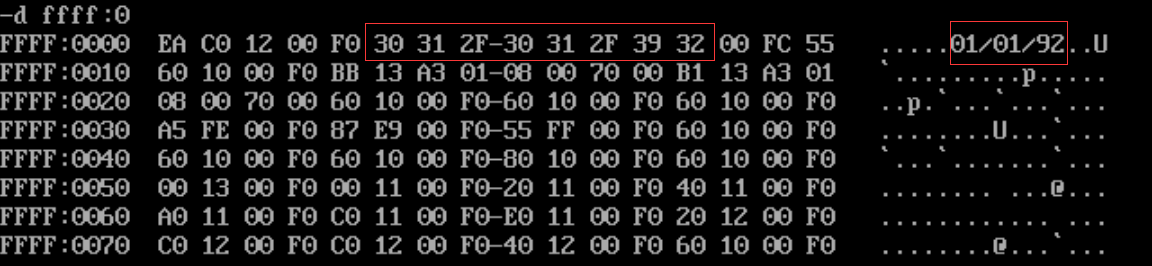 -d ffff:0
FFFF:0000  EA C0 12 00 F0 30 31 2F-30 31 2F 39 32 00 FC 55   .....01/01/92..U
FFFF:0010  60 10 00 F0 BB 13 A3 01-08 00 70 00 B1 13 A3 01   `.........p.....
FFFF:0020  08 00 70 00 60 10 00 F0-60 10 00 F0 60 10 00 F0   ..p.`...`...`...
FFFF:0030  A5 FE 00 F0 87 E9 00 F0-55 FF 00 F0 60 10 00 F0   ........U...`...
FFFF:0040  60 10 00 F0 60 10 00 F0-80 10 00 F0 60 10 00 F0   `...`.......`...
FFFF:0050  00 13 00 F0 00 11 00 F0-20 11 00 F0 40 11 00 F0   ........ ...@...
FFFF:0060  A0 11 00 F0 C0 11 00 F0-E0 11 00 F0 20 12 00 F0   ............ ...
FFFF:0070  C0 12 00 F0 C0 12 00 F0-40 12 00 F0 60 10 00 F0   ........@...`...